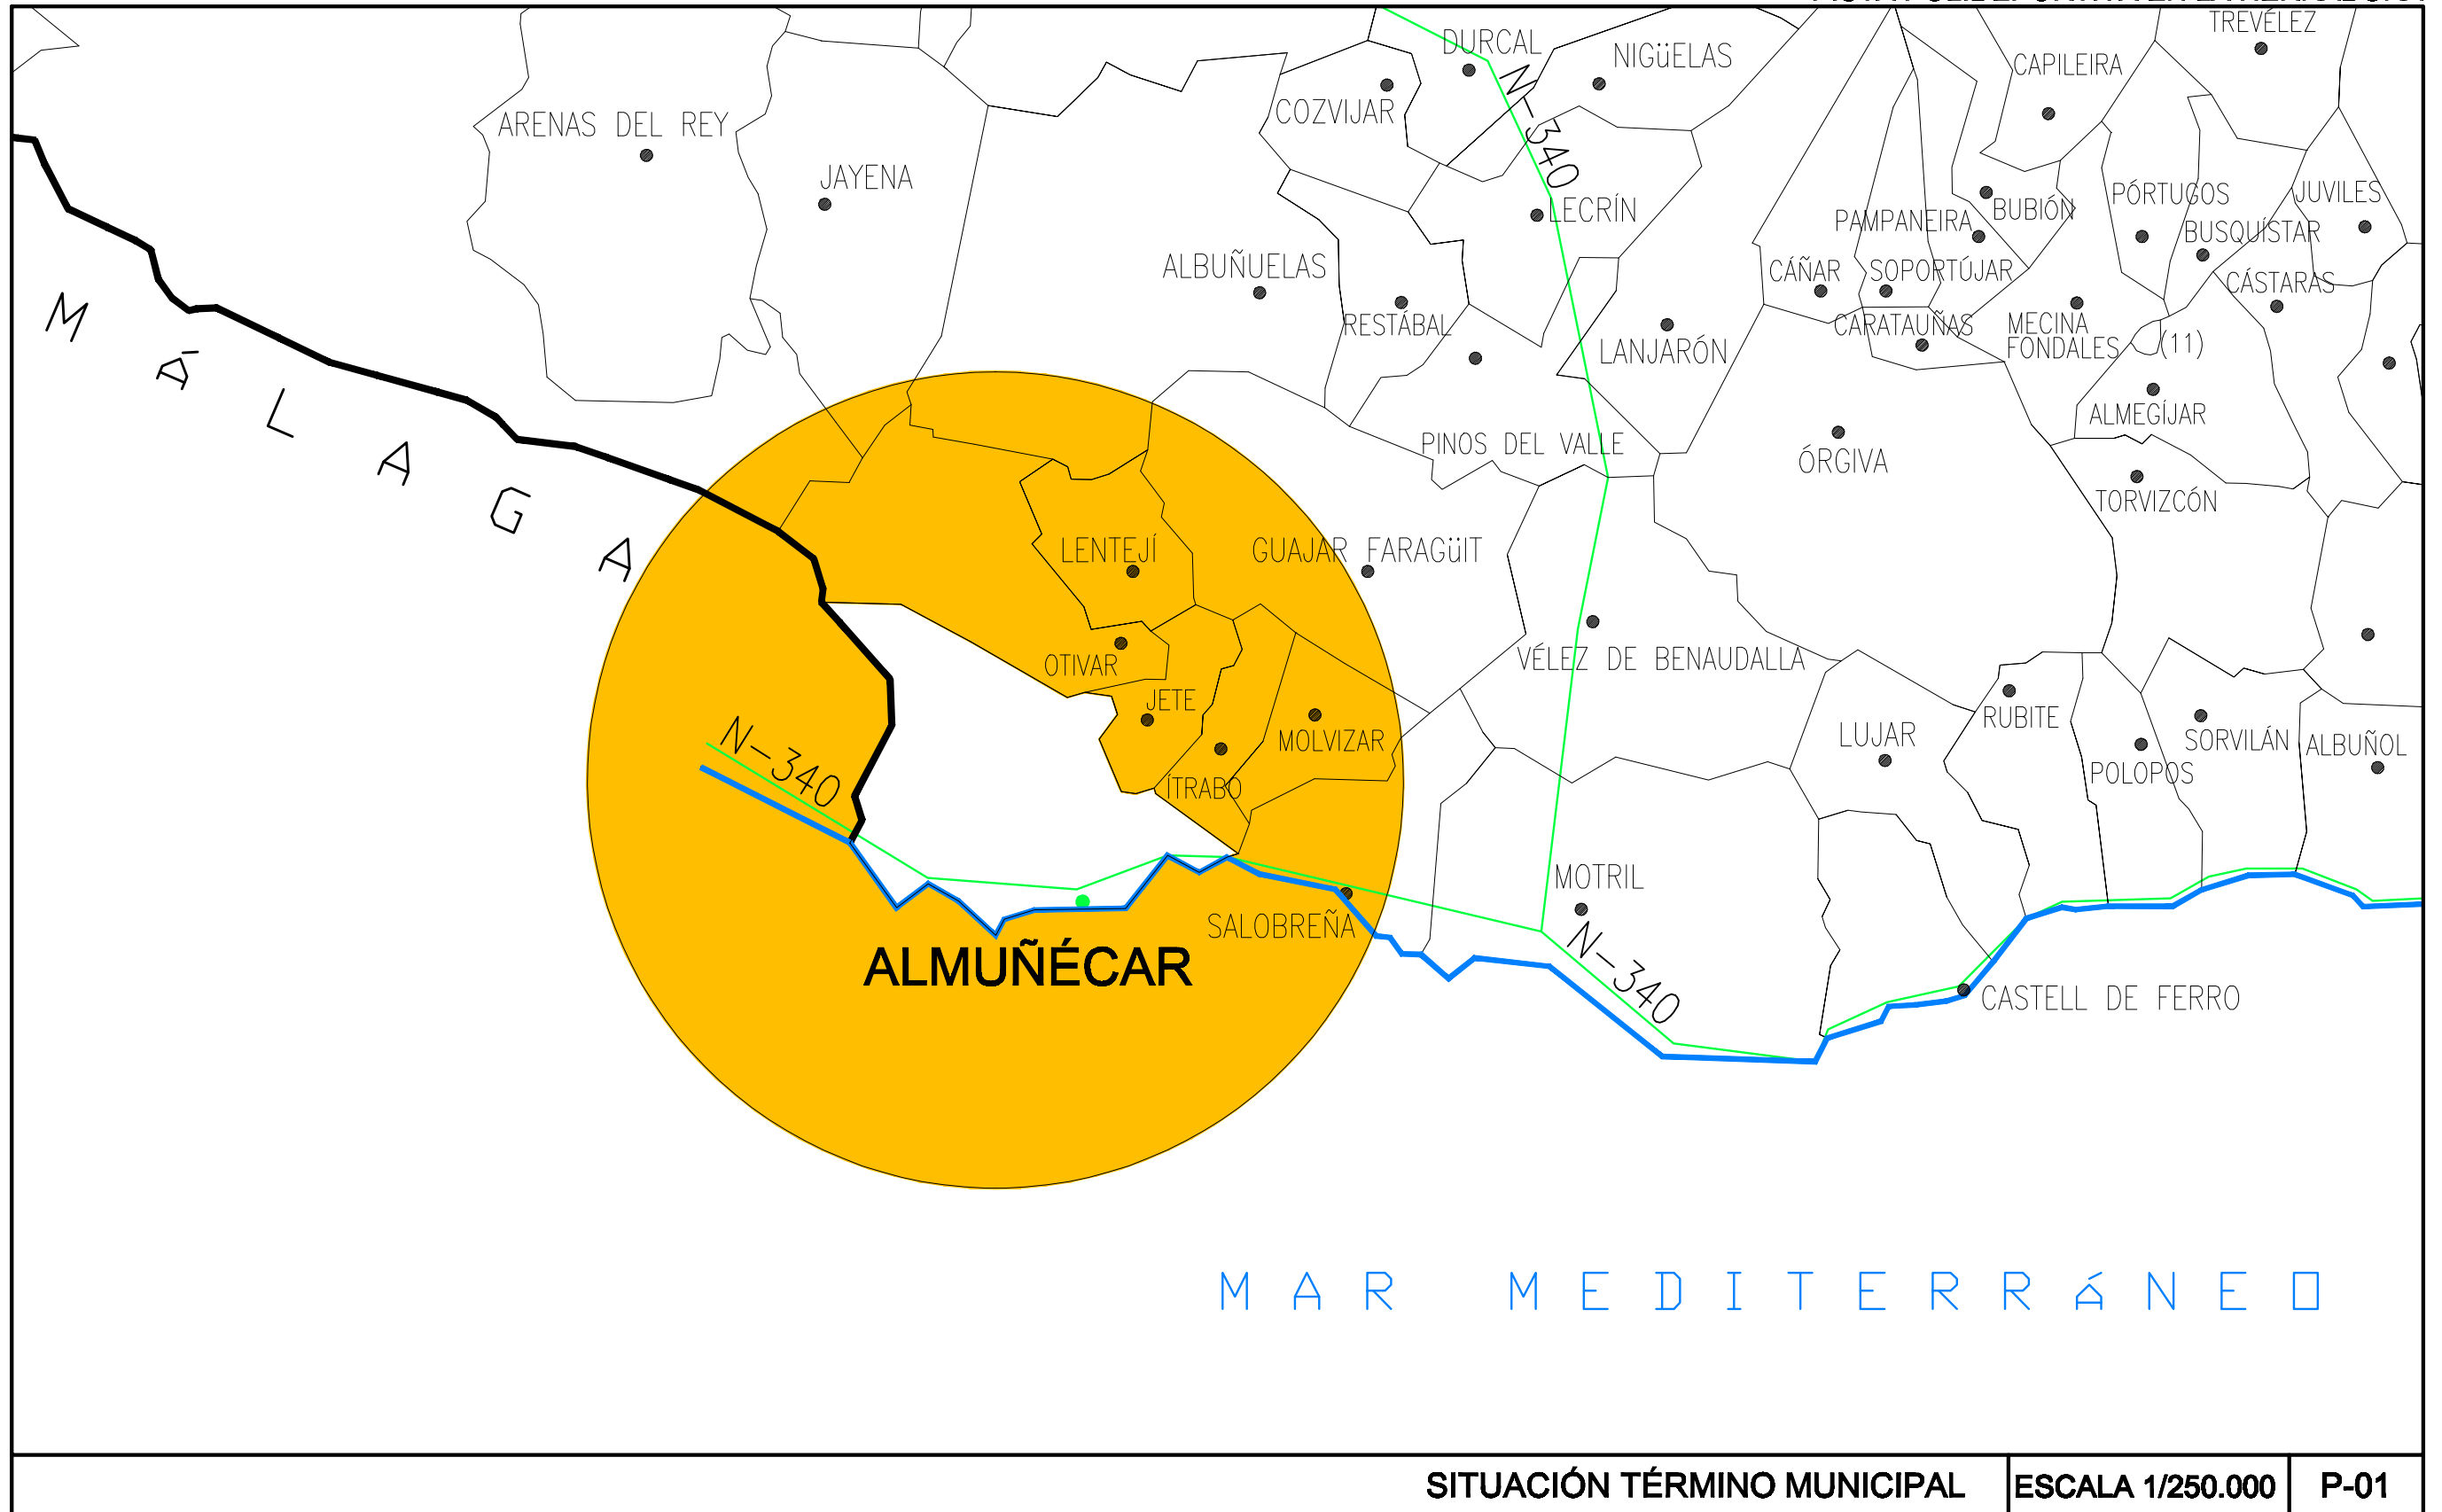 TREVÉLEZ
DURCAL
NIGüELAS
CAPILEIRA
COZVIJAR
ARENAS DEL REY
N-340
JAYENA
LECRÍN
PAMPANEIRA
BUBIÓN
PÓRTUGOS
JUVILES
BUSQUÍSTAR
ALBUÑUELAS
CÁÑAR
SOPORTÚJAR
CÁSTARAS
RESTÁBAL
LANJARÓN
CARATAUÑAS
MECINA
FONDALES
(11)
MÁLAGA
ALMEGÍJAR
PINOS DEL VALLE
ÓRGIVA
TORVIZCÓN
LENTEJÍ
GUAJAR FARAGüIT
OTIVAR
VÉLEZ DE BENAUDALLA
JETE
RUBITE
MOLVIZAR
LUJAR
SORVILÁN
ALBUÑOL
N-340
ÍTRABO
POLOPOS
MOTRIL
SALOBREÑA
ALMUÑÉCAR
N-340
CASTELL DE FERRO
MAR MEDITERRáNEO
SITUACIÓN TÉRMINO MUNICIPAL
ESCALA 1/250.000
P-01